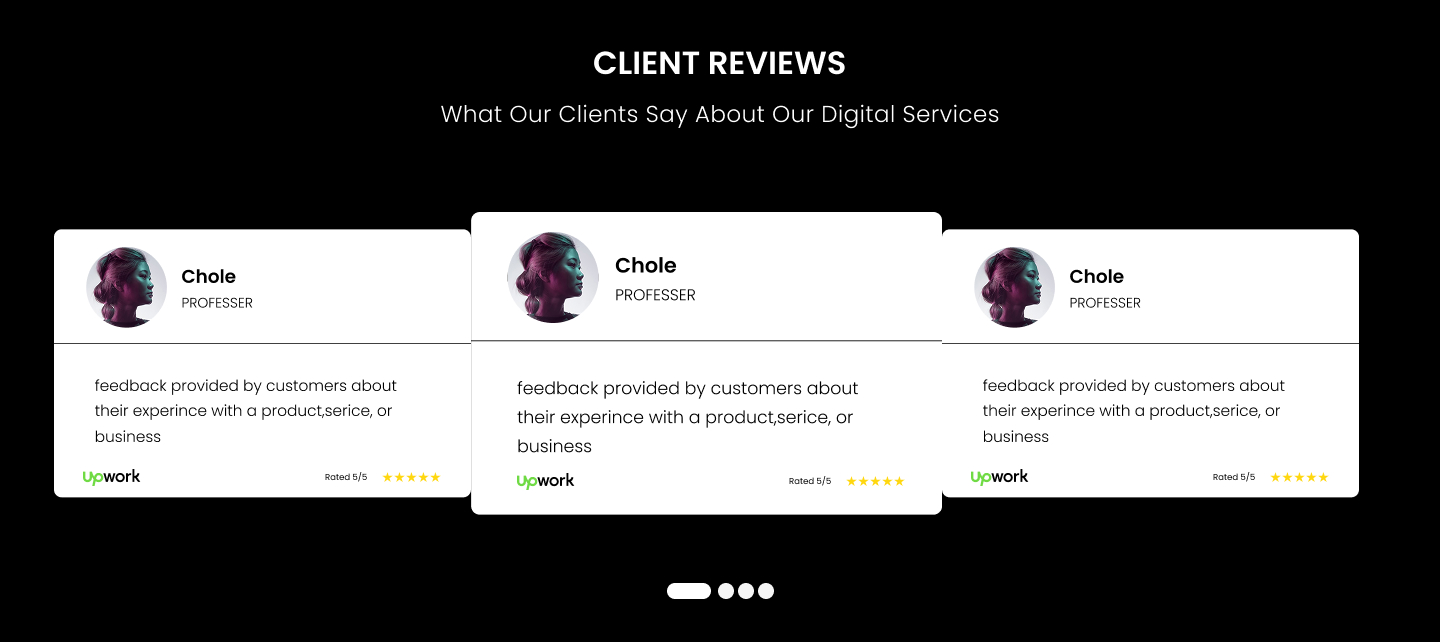 CLIENT REVIEWS
What Our Clients Say About Our Digital Services
Chole
PROFESSER
feedback provided by customers about
their experince with a product,serice, or
business
Upwork
Rated 5/5
Chole
PROFESSER
feedback provided by customers about
their experince with a product,serice, or
business
Upwork
Rated 5/5
Chole
PROFESSER
feedback provided by customers about
their experince with a product,serice, or
business
Upwork
Rated 5/5